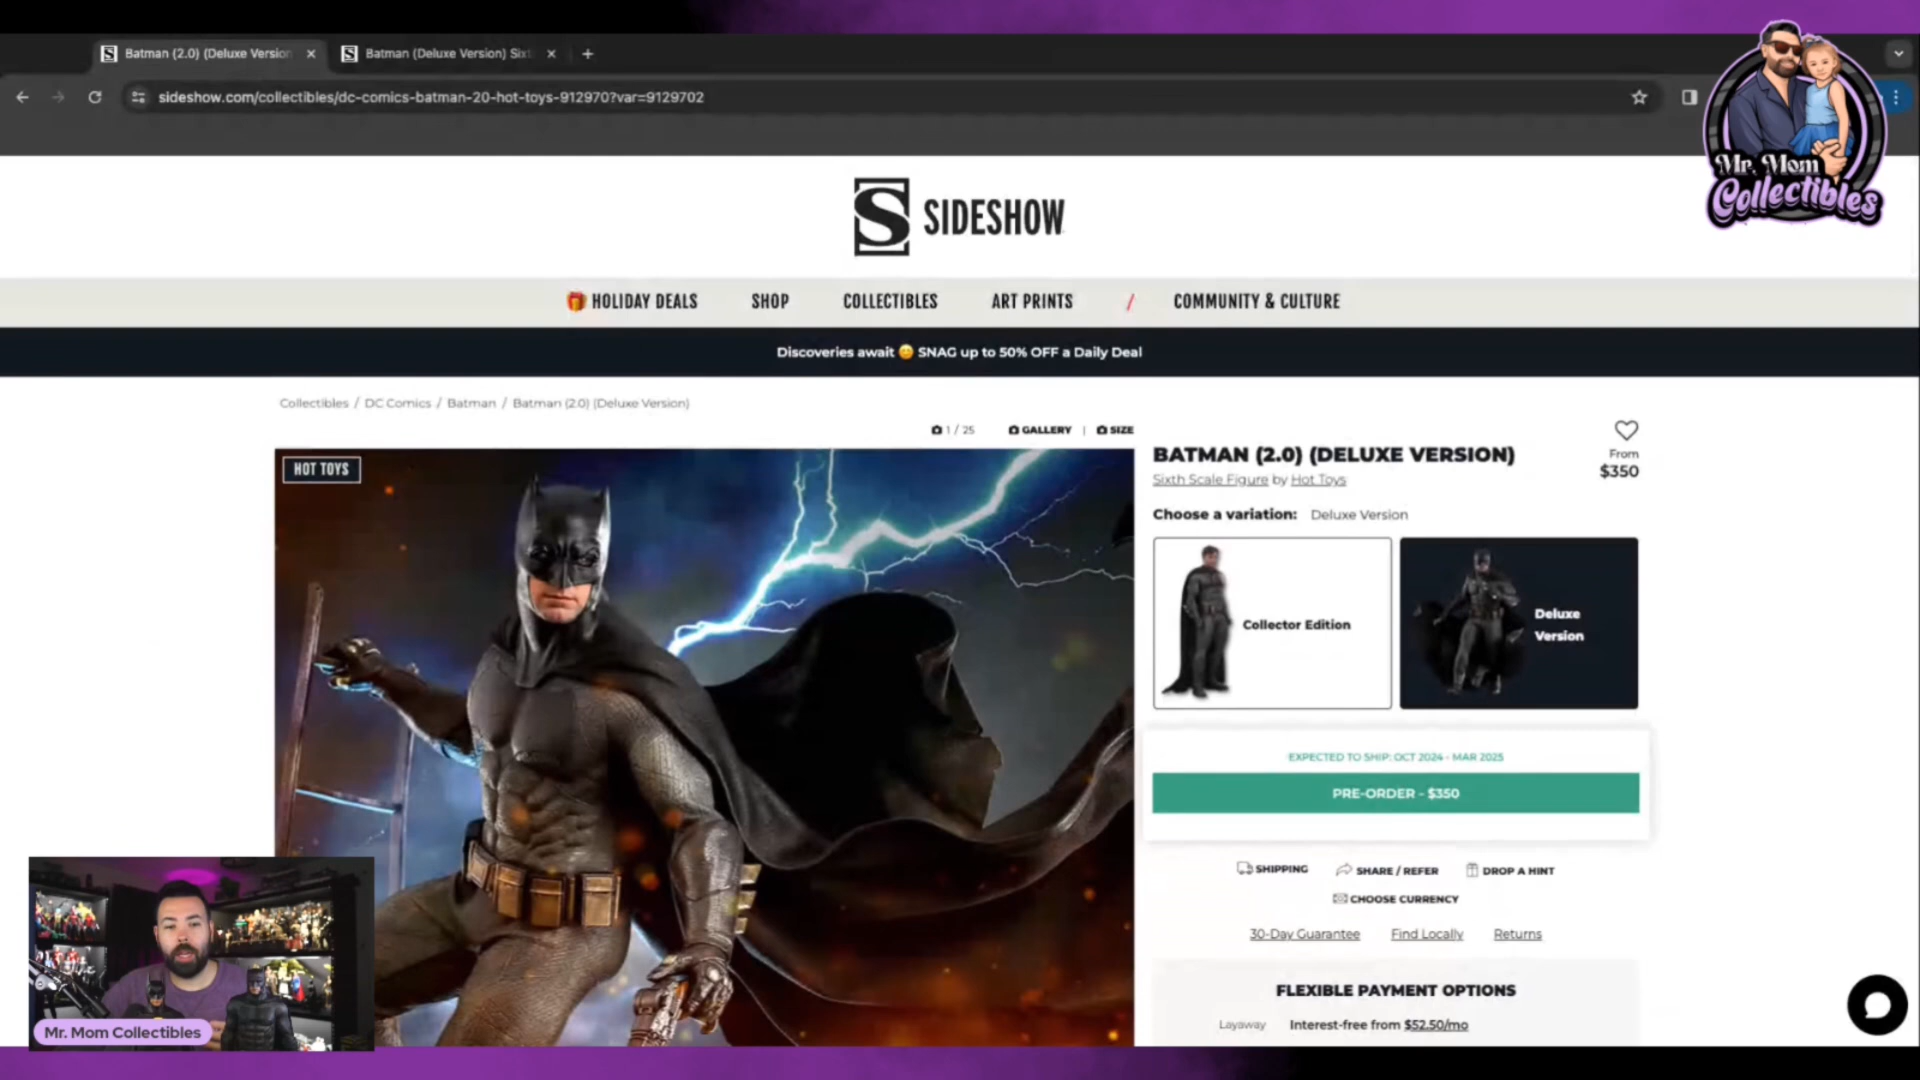 Batman (2.0) (Deluxe Version
Batman (Deluxe Version) Sixt
sideshow.com/collectibles/dc-comics-batman-20-hot-toys-912970?var=9129702
Mr. Mom
Collectibles
S SIDESHOW
HOLIDAY DEALS
SHOP
COLLECTIBLES
ART PRINTS
/
COMMUNITY & CULTURE
Discoveries await 😊 SNAG up to 50% OFF a Daily Deal
Collectibles / DC Comics / Batman / Batman (2.0) (Deluxe Version)
1 / 25
GALLERY | SIZE
HOT TOYS
BATMAN (2.0) (DELUXE VERSION)
Sixth Scale Figure by Hot Toys
From
$350
Choose a variation: Deluxe Version
Collector Edition
Deluxe
Version
EXPECTED TO SHIP: OCT 2024 - MAR 2025
PRE-ORDER - $350
SHIPPING
SHARE / REFER
DROP A HINT
CHOOSE CURRENCY
30-Day Guarantee
Find Locally
Returns
FLEXIBLE PAYMENT OPTIONS
Layaway
Interest-free from $52.50/mo
Mr. Mom Collectibles